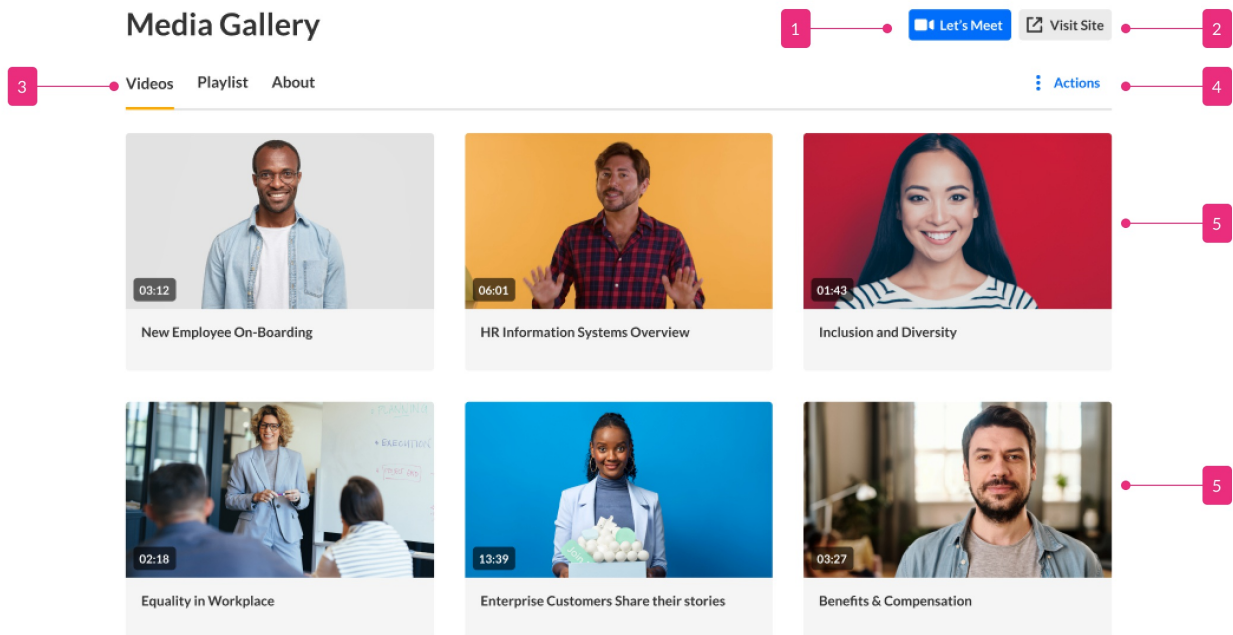 Media Gallery
1
Let's Meet
Visit Site
2
3
Videos
Playlist
About
Actions
4
5
03:12
06:01
01:43
New Employee On-Boarding
HR Information Systems Overview
Inclusion and Diversity
PLANNING
EXECUTION
5
02:18
13:39
03:27
Equality in Workplace
Enterprise Customers Share their stories
Benefits & Compensation